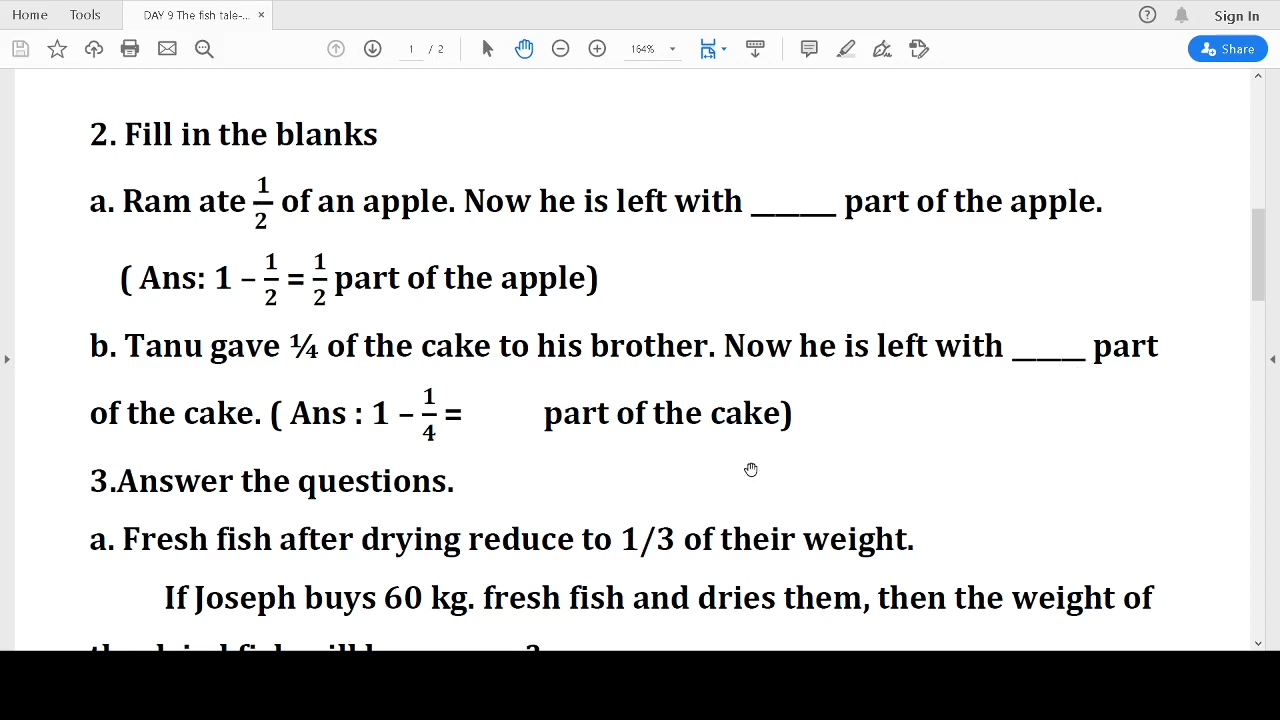 Home Tools DAY 9 The fish tale-... × Sign In
1 / 2 164% Share
2. Fill in the blanks
a. Ram ate 1/2 of an apple. Now he is left with ______ part of the apple.
( Ans: 1 – 1/2 = 1/2 part of the apple)
b. Tanu gave ¼ of the cake to his brother. Now he is left with _____ part
of the cake. ( Ans : 1 – 1/4 = part of the cake)
3.Answer the questions.
a. Fresh fish after drying reduce to 1/3 of their weight.
If Joseph buys 60 kg. fresh fish and dries them, then the weight of